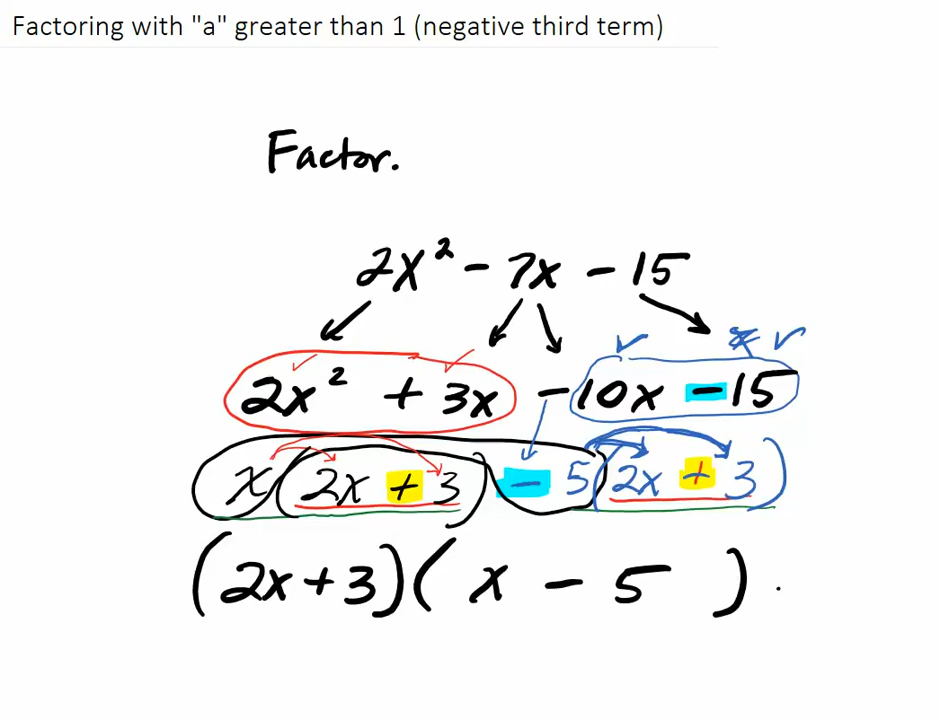 Factoring with "a" greater than 1 (negative third term)
Factor.
2x² - 7x - 15
2x² + 3x - 10x - 15
x(2x + 3) - 5(2x + 3)
(2x+3)(x - 5).